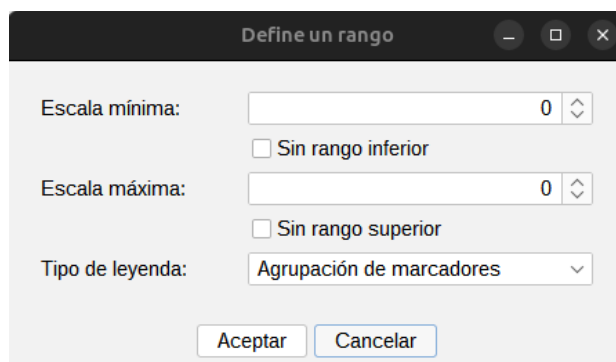 Define un rango
Escala mínima:
0
Sin rango inferior
Escala máxima:
0
Sin rango superior
Tipo de leyenda:
Agrupación de marcadores
Aceptar
Cancelar